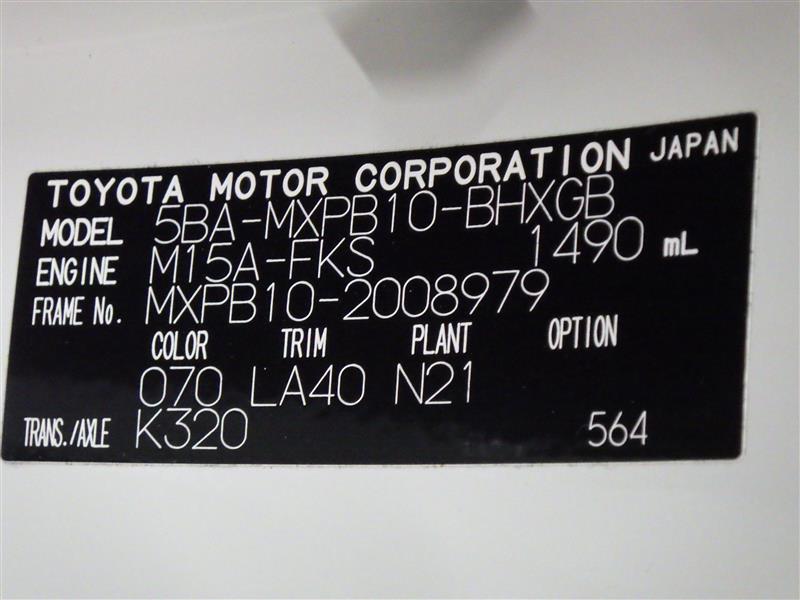 TOYOTA MOTOR CORPORATION JAPAN
MODEL 5BA-MXPB10-BHXGB
ENGINE M15A-FKS 1490 mL
FRAME No. MXPB10-2008979
COLOR TRIM PLANT OPTION
070 LA40 N21
TRANS./AXLE K320 564